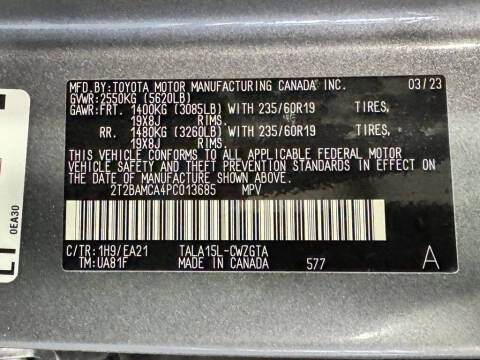 MFD. BY: TOYOTA MOTOR MANUFACTURING CANADA INC. 03/23
GVWR: 2550KG (5620LB)
GAWR: FRT. 1400KG (3085LB) WITH 235/60R19 TIRES,
19X8J RIMS.
RR. 1480KG (3260LB) WITH 235/60R19 TIRES,
19X8J RIMS.
THIS VEHICLE CONFORMS TO ALL APPLICABLE FEDERAL MOTOR
VEHICLE SAFETY AND THEFT PREVENTION STANDARDS IN EFFECT ON
THE DATE OF MANUFACTURE SHOWN ABOVE.
2T2BAMCA4PC013685 MPV
C/TR: 1H9/EA21 TALA15L-CWZGTA A
TM: UA81F MADE IN CANADA 577
0EA30